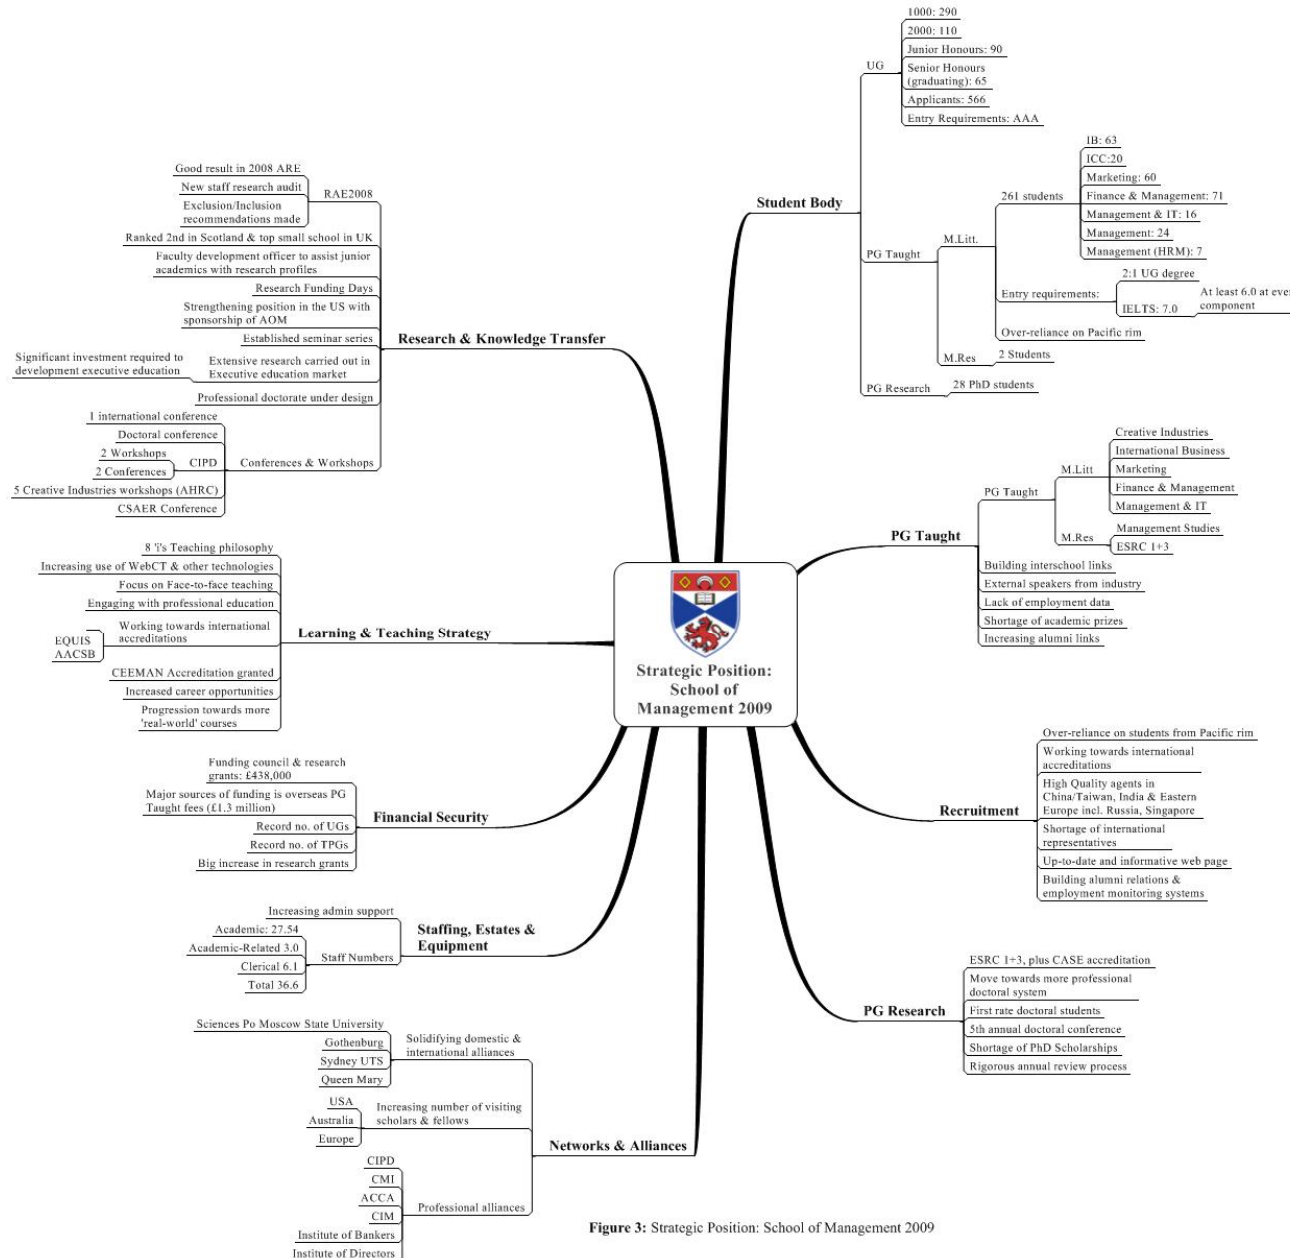 1000: 290
2000: 110
Junior Honours: 90
Senior Honours
(graduating): 65
Applicants: 566
Entry Requirements: AAA
UG
Student Body
PG Taught
M.Litt.
261 students
IB: 63
ICC:20
Marketing: 60
Finance & Management: 71
Management & IT: 16
Management: 24
Management (HRM): 7
Entry requirements:
2:1 UG degree
IELTS: 7.0
At least 6.0 at ever
component
Over-reliance on Pacific rim
M.Res
2 Students
PG Research
28 PhD students
Good result in 2008 ARE
New staff research audit
Exclusion/Inclusion
recommendations made
RAE2008
Ranked 2nd in Scotland & top small school in UK
Faculty development officer to assist junior
academics with research profiles
Research Funding Days
Strengthening position in the US with
sponsorship of AOM
Established seminar series
Research & Knowledge Transfer
Significant investment required to
development executive education
Extensive research carried out in
Executive education market
Professional doctorate under design
1 international conference
Doctoral conference
2 Workshops
2 Conferences
CIPD
Conferences & Workshops
5 Creative Industries workshops (AHRC)
CSAER Conference
PG Taught
PG Taught
M.Litt
Creative Industries
International Business
Marketing
Finance & Management
Management & IT
M.Res
Management Studies
ESRC 1+3
Building interschool links
External speakers from industry
Lack of employment data
Shortage of academic prizes
Increasing alumni links
8 'i's Teaching philosophy
Increasing use of WebCT & other technologies
Focus on Face-to-face teaching
Engaging with professional education
Working towards international
accreditations
EQUIS
AACSB
Learning & Teaching Strategy
CEEMAN Accreditation granted
Increased career opportunities
Progression towards more
'real-world' courses
Strategic Position:
School of
Management 2009
Recruitment
Over-reliance on students from Pacific rim
Working towards international
accreditations
High Quality agents in
China/Taiwan, India & Eastern
Europe incl. Russia, Singapore
Shortage of international
representatives
Up-to-date and informative web page
Building alumni relations &
employment monitoring systems
Funding council & research
grants: £438,000
Major sources of funding is overseas PG
Taught fees (£1.3 million)
Financial Security
Record no. of UGs
Record no. of TPGs
Big increase in research grants
Increasing admin support
Staffing, Estates &
Equipment
Academic: 27.54
Academic-Related 3.0
Clerical 6.1
Total 36.6
Staff Numbers
PG Research
ESRC 1+3, plus CASE accreditation
Move towards more professional
doctoral system
First rate doctoral students
5th annual doctoral conference
Shortage of PhD Scholarships
Rigorous annual review process
Sciences Po Moscow State University
Gothenburg
Sydney UTS
Queen Mary
Solidifying domestic &
international alliances
USA
Australia
Europe
Increasing number of visiting
scholars & fellows
Networks & Alliances
CIPD
CMI
ACCA
CIM
Institute of Bankers
Institute of Directors
Professional alliances
Figure 3: Strategic Position: School of Management 2009